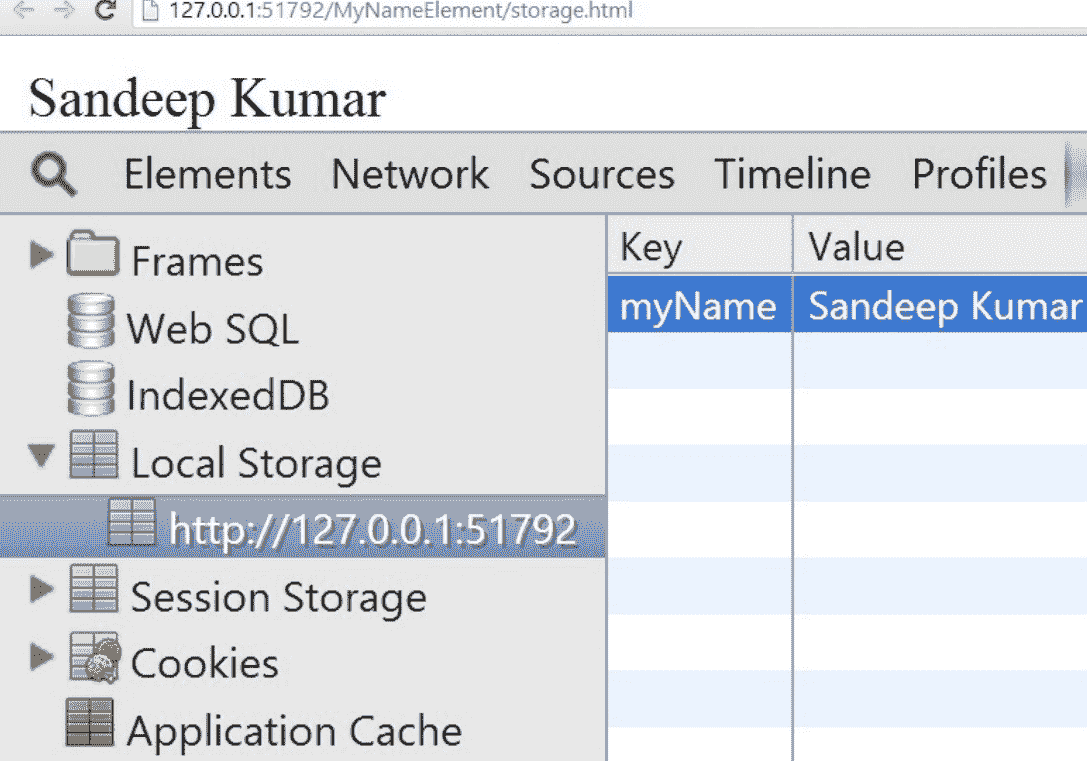 127.0.0.1:51792/MyNameElement/storage.html
Sandeep Kumar
Elements Network Sources Timeline Profiles
Key Value
myName Sandeep Kumar
Frames
Web SQL
IndexedDB
Local Storage
http://127.0.0.1:51792
Session Storage
Cookies
Application Cache